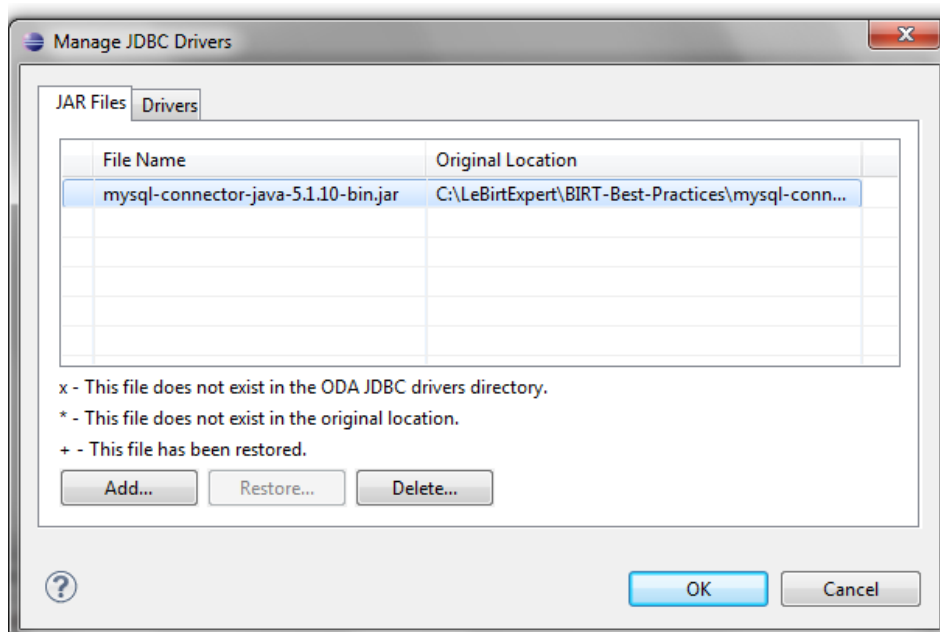 Manage JDBC Drivers
JAR Files Drivers
File Name Original Location
mysql-connector-java-5.1.10-bin.jar C:\LeBirtExpert\BIRT-Best-Practices\mysql-conn...
x - This file does not exist in the ODA JDBC drivers directory.
* - This file does not exist in the original location.
+ - This file has been restored.
Add... Restore... Delete...
OK Cancel